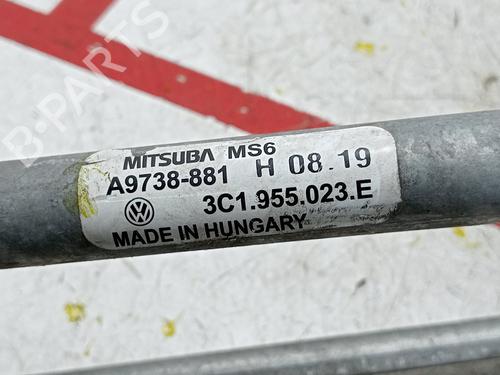 MITSUBA MS6 H 08.19
A9738-881
3C1.955.023.E
MADE IN HUNGARY
B-PARTS